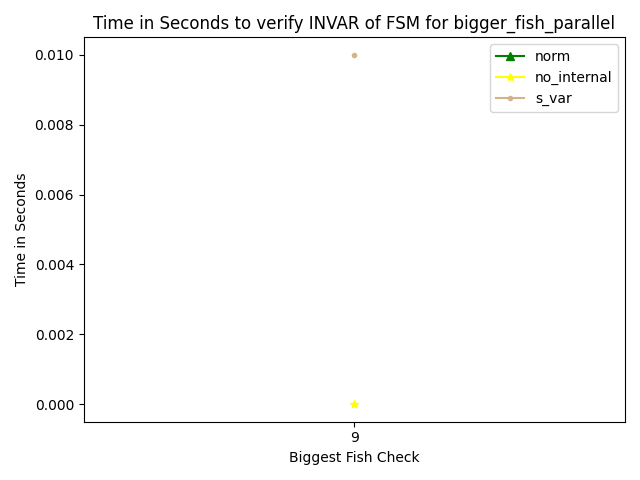 Time in Seconds to verify INVAR of FSM for bigger_fish_parallel
norm
no_internal
s_var
0.010
0.008
0.006
0.004
0.002
0.000
Time in Seconds
9
Biggest Fish Check